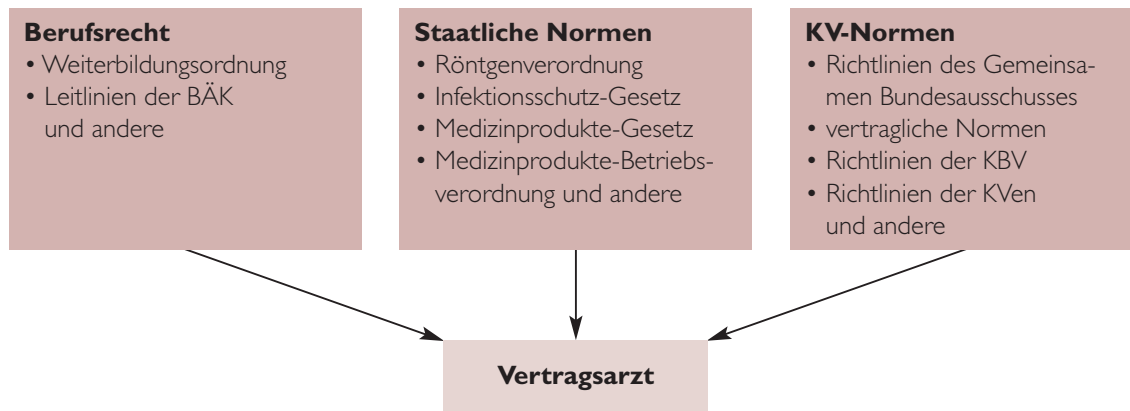 Berufsrecht
• Weiterbildungsordnung
• Leitlinien der BÄK
und andere
Staatliche Normen
• Röntgenverordnung
• Infektionsschutz-Gesetz
• Medizinprodukte-Gesetz
• Medizinprodukte-Betriebs-
verordnung und andere
KV-Normen
• Richtlinien des Gemeinsa-
men Bundesausschusses
• vertragliche Normen
• Richtlinien der KBV
• Richtlinien der KVen
und andere
Vertragsarzt